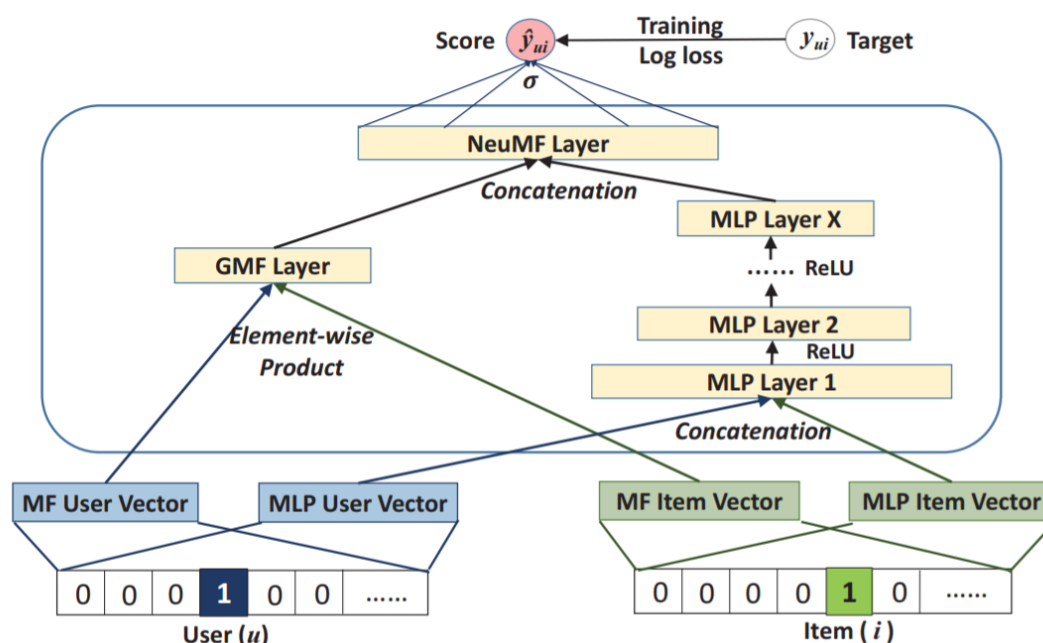 Score ŷui Training yui Target
Log loss
σ
NeuMF Layer
Concatenation
MLP Layer X
GMF Layer
...... ReLU
Element-wise
Product
MLP Layer 2
ReLU
MLP Layer 1
Concatenation
MF User Vector MLP User Vector MF Item Vector MLP Item Vector
0 0 0 1 0 0 ...... 0 0 0 0 1 0 ......
User (u) Item ( i )